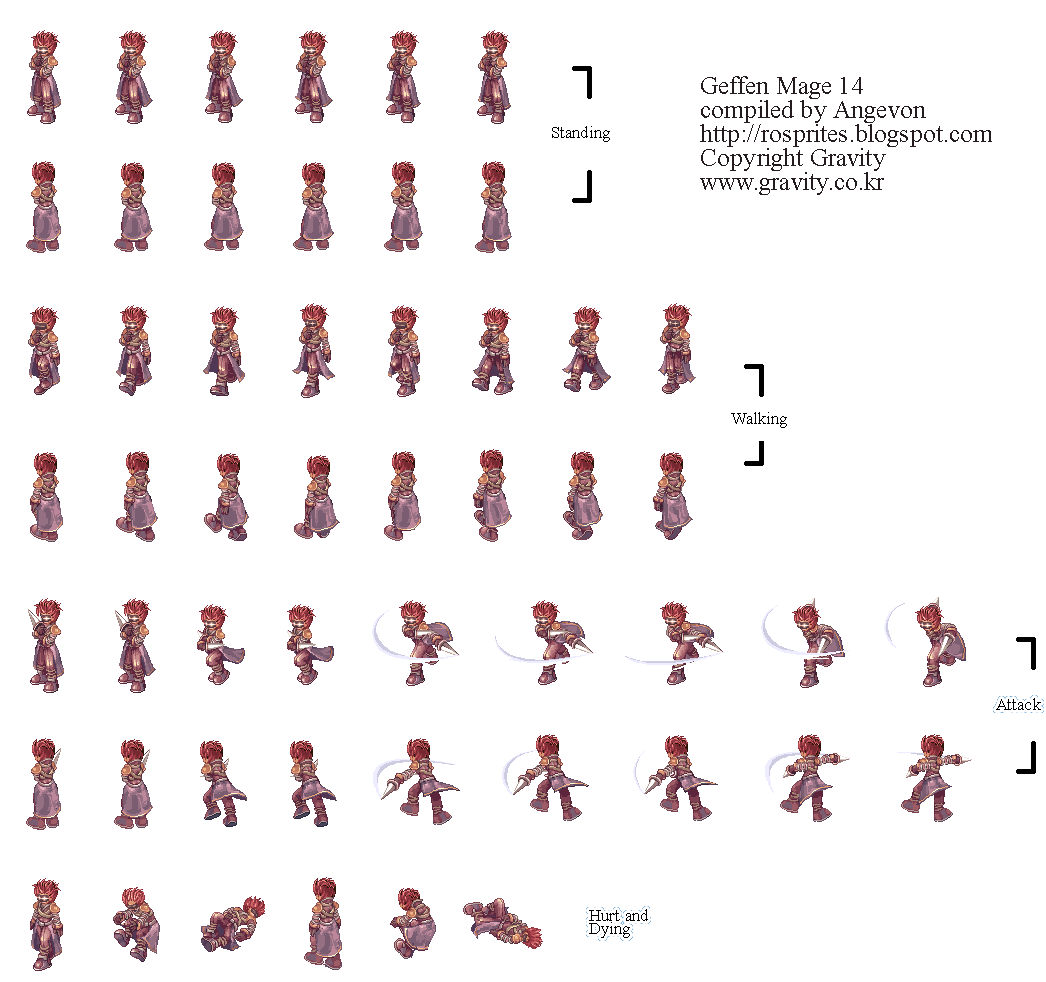 Geffen Mage 14
compiled by Angevon
http://rosprites.blogspot.com
Copyright Gravity
www.gravity.co.kr
Standing
Walking
Attack
Hurt and
Dying